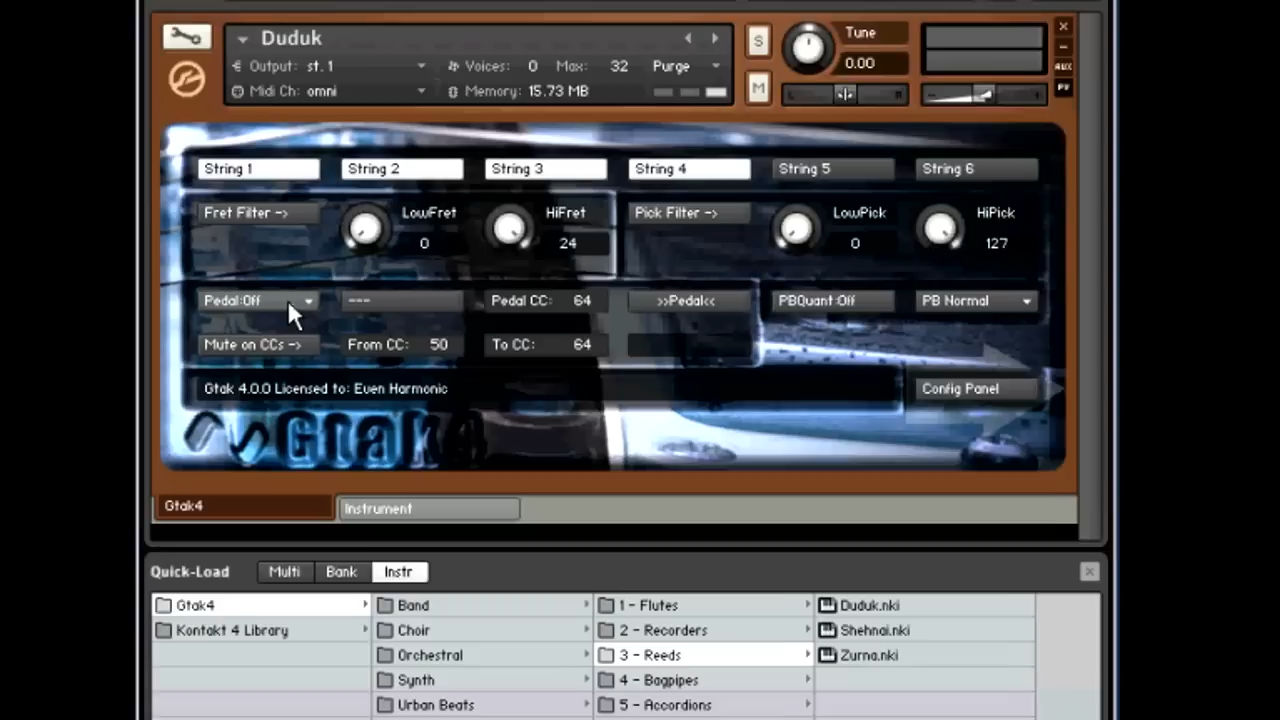 Duduk
Output: st. 1
Voices: 0 Max: 32 Purge
Midi Ch: omni
Memory: 15.73 MB
S
M
Tune
0.00
L R
AUX
PV
String 1 String 2 String 3 String 4 String 5 String 6
Fret Filter -> LowFret HiFret Pick Filter -> LowPick HiPick
0 24 0 127
Pedal:Off --- Pedal CC: 64 >>Pedal<< PBQuant:Off PB Normal
Mute on CCs -> From CC: 50 To CC: 64
Gtak 4.0.0 Licensed to: Even Harmonic Config Panel
Gtak4
Gtak4 Instrument
Quick-Load Multi Bank Instr
Gtak4 Band 1 - Flutes Duduk.nki
Kontakt 4 Library Choir 2 - Recorders Shehnai.nki
Orchestral 3 - Reeds Zurna.nki
Synth 4 - Bagpipes
Urban Beats 5 - Accordions